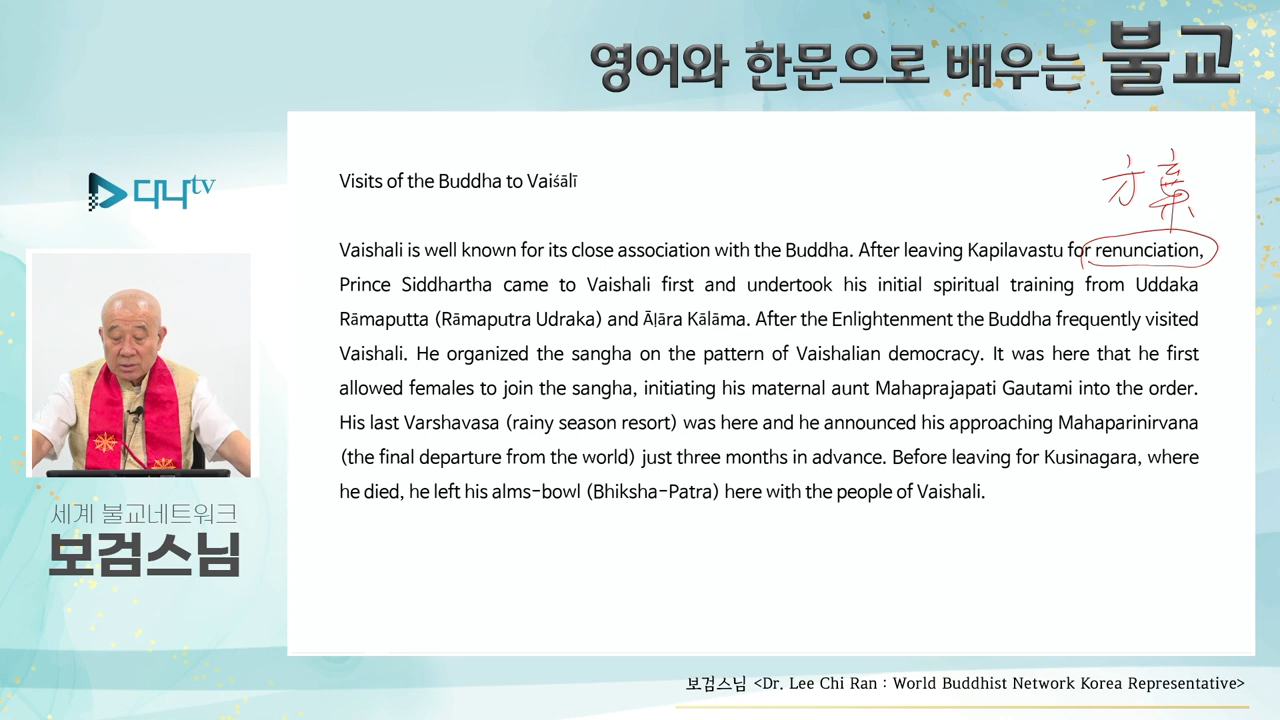 영어와 한문으로 배우는 불교
디나tv
Visits of the Buddha to Vaiśālī
方棄
Vaishali is well known for its close association with the Buddha. After leaving Kapilavastu for renunciation,
Prince Siddhartha came to Vaishali first and undertook his initial spiritual training from Uddaka
Rāmaputta (Rāmaputra Udraka) and Āḷāra Kālāma. After the Enlightenment the Buddha frequently visited
Vaishali. He organized the sangha on the pattern of Vaishalian democracy. It was here that he first
allowed females to join the sangha, initiating his maternal aunt Mahaprajapati Gautami into the order.
His last Varshavasa (rainy season resort) was here and he announced his approaching Mahaparinirvana
(the final departure from the world) just three months in advance. Before leaving for Kusinagara, where
he died, he left his alms-bowl (Bhiksha-Patra) here with the people of Vaishali.
세계 불교네트워크
보검스님
보검스님 <Dr. Lee Chi Ran : World Buddhist Network Korea Representative>